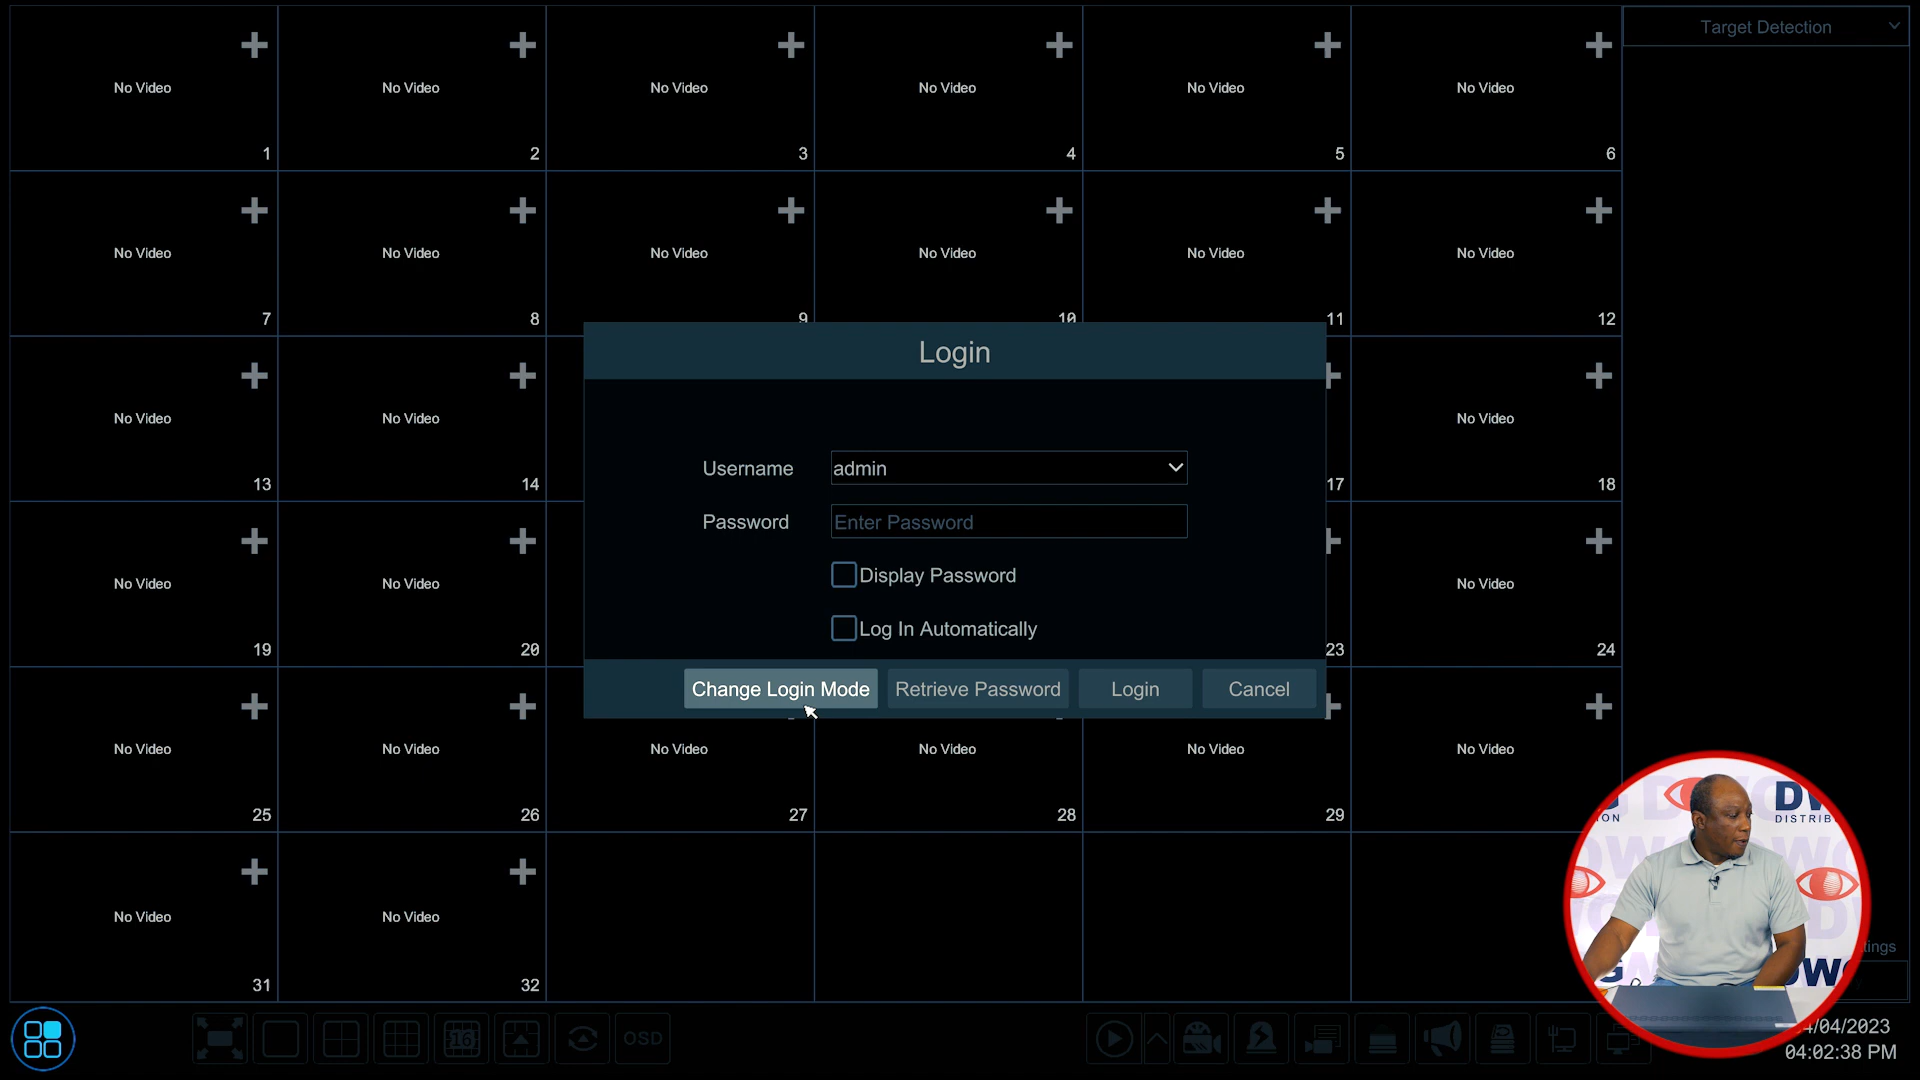 Target Detection
No Video No Video No Video No Video No Video No Video
1 2 3 4 5 6
No Video No Video No Video No Video No Video No Video
7 8 9 10 11 12
Login
No Video No Video No Video
Username admin
13 14 17 18
Password Enter Password
Display Password
No Video No Video No Video
Log In Automatically
19 20 23 24
Change Login Mode Retrieve Password Login Cancel
No Video No Video No Video No Video No Video No Video
25 26 27 28 29
No Video No Video
31 32
16 OSD
04/04/2023
04:02:38 PM